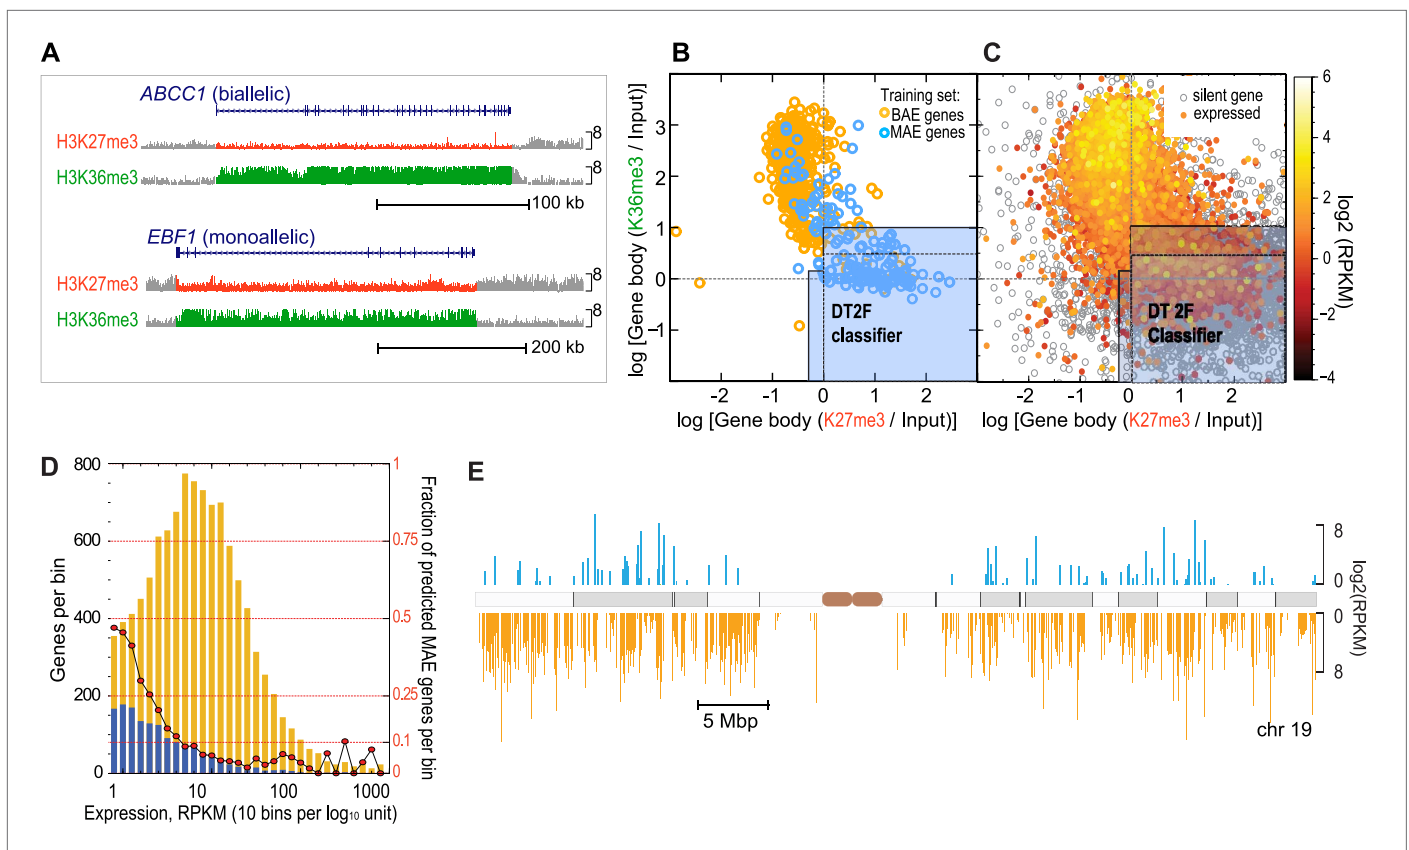 A
ABCC1 (biallelic)
H3K27me3
8
H3K36me3
8
100 kb
EBF1 (monoallelic)
H3K27me3
8
H3K36me3
8
200 kb
B
log [Gene body (K36me3 / Input)]
3
2
1
0
−1
Training set:
BAE genes
MAE genes
DT2F
classifier
-2
-1
0
1
2
log [Gene body (K27me3 / Input)]
C
silent gene
expressed
DT 2F
Classifier
-2
-1
0
1
2
log [Gene body (K27me3 / Input)]
6
4
2
0
−2
−4
log2 (RPKM)
D
Genes per bin
800
600
400
200
0
1
0.75
0.5
0.25
0.1
0
Fraction of predicted MAE genes per bin
1
10
100
1000
Expression, RPKM (10 bins per log10 unit)
E
8
0
0
8
log2(RPKM)
5 Mbp
chr 19